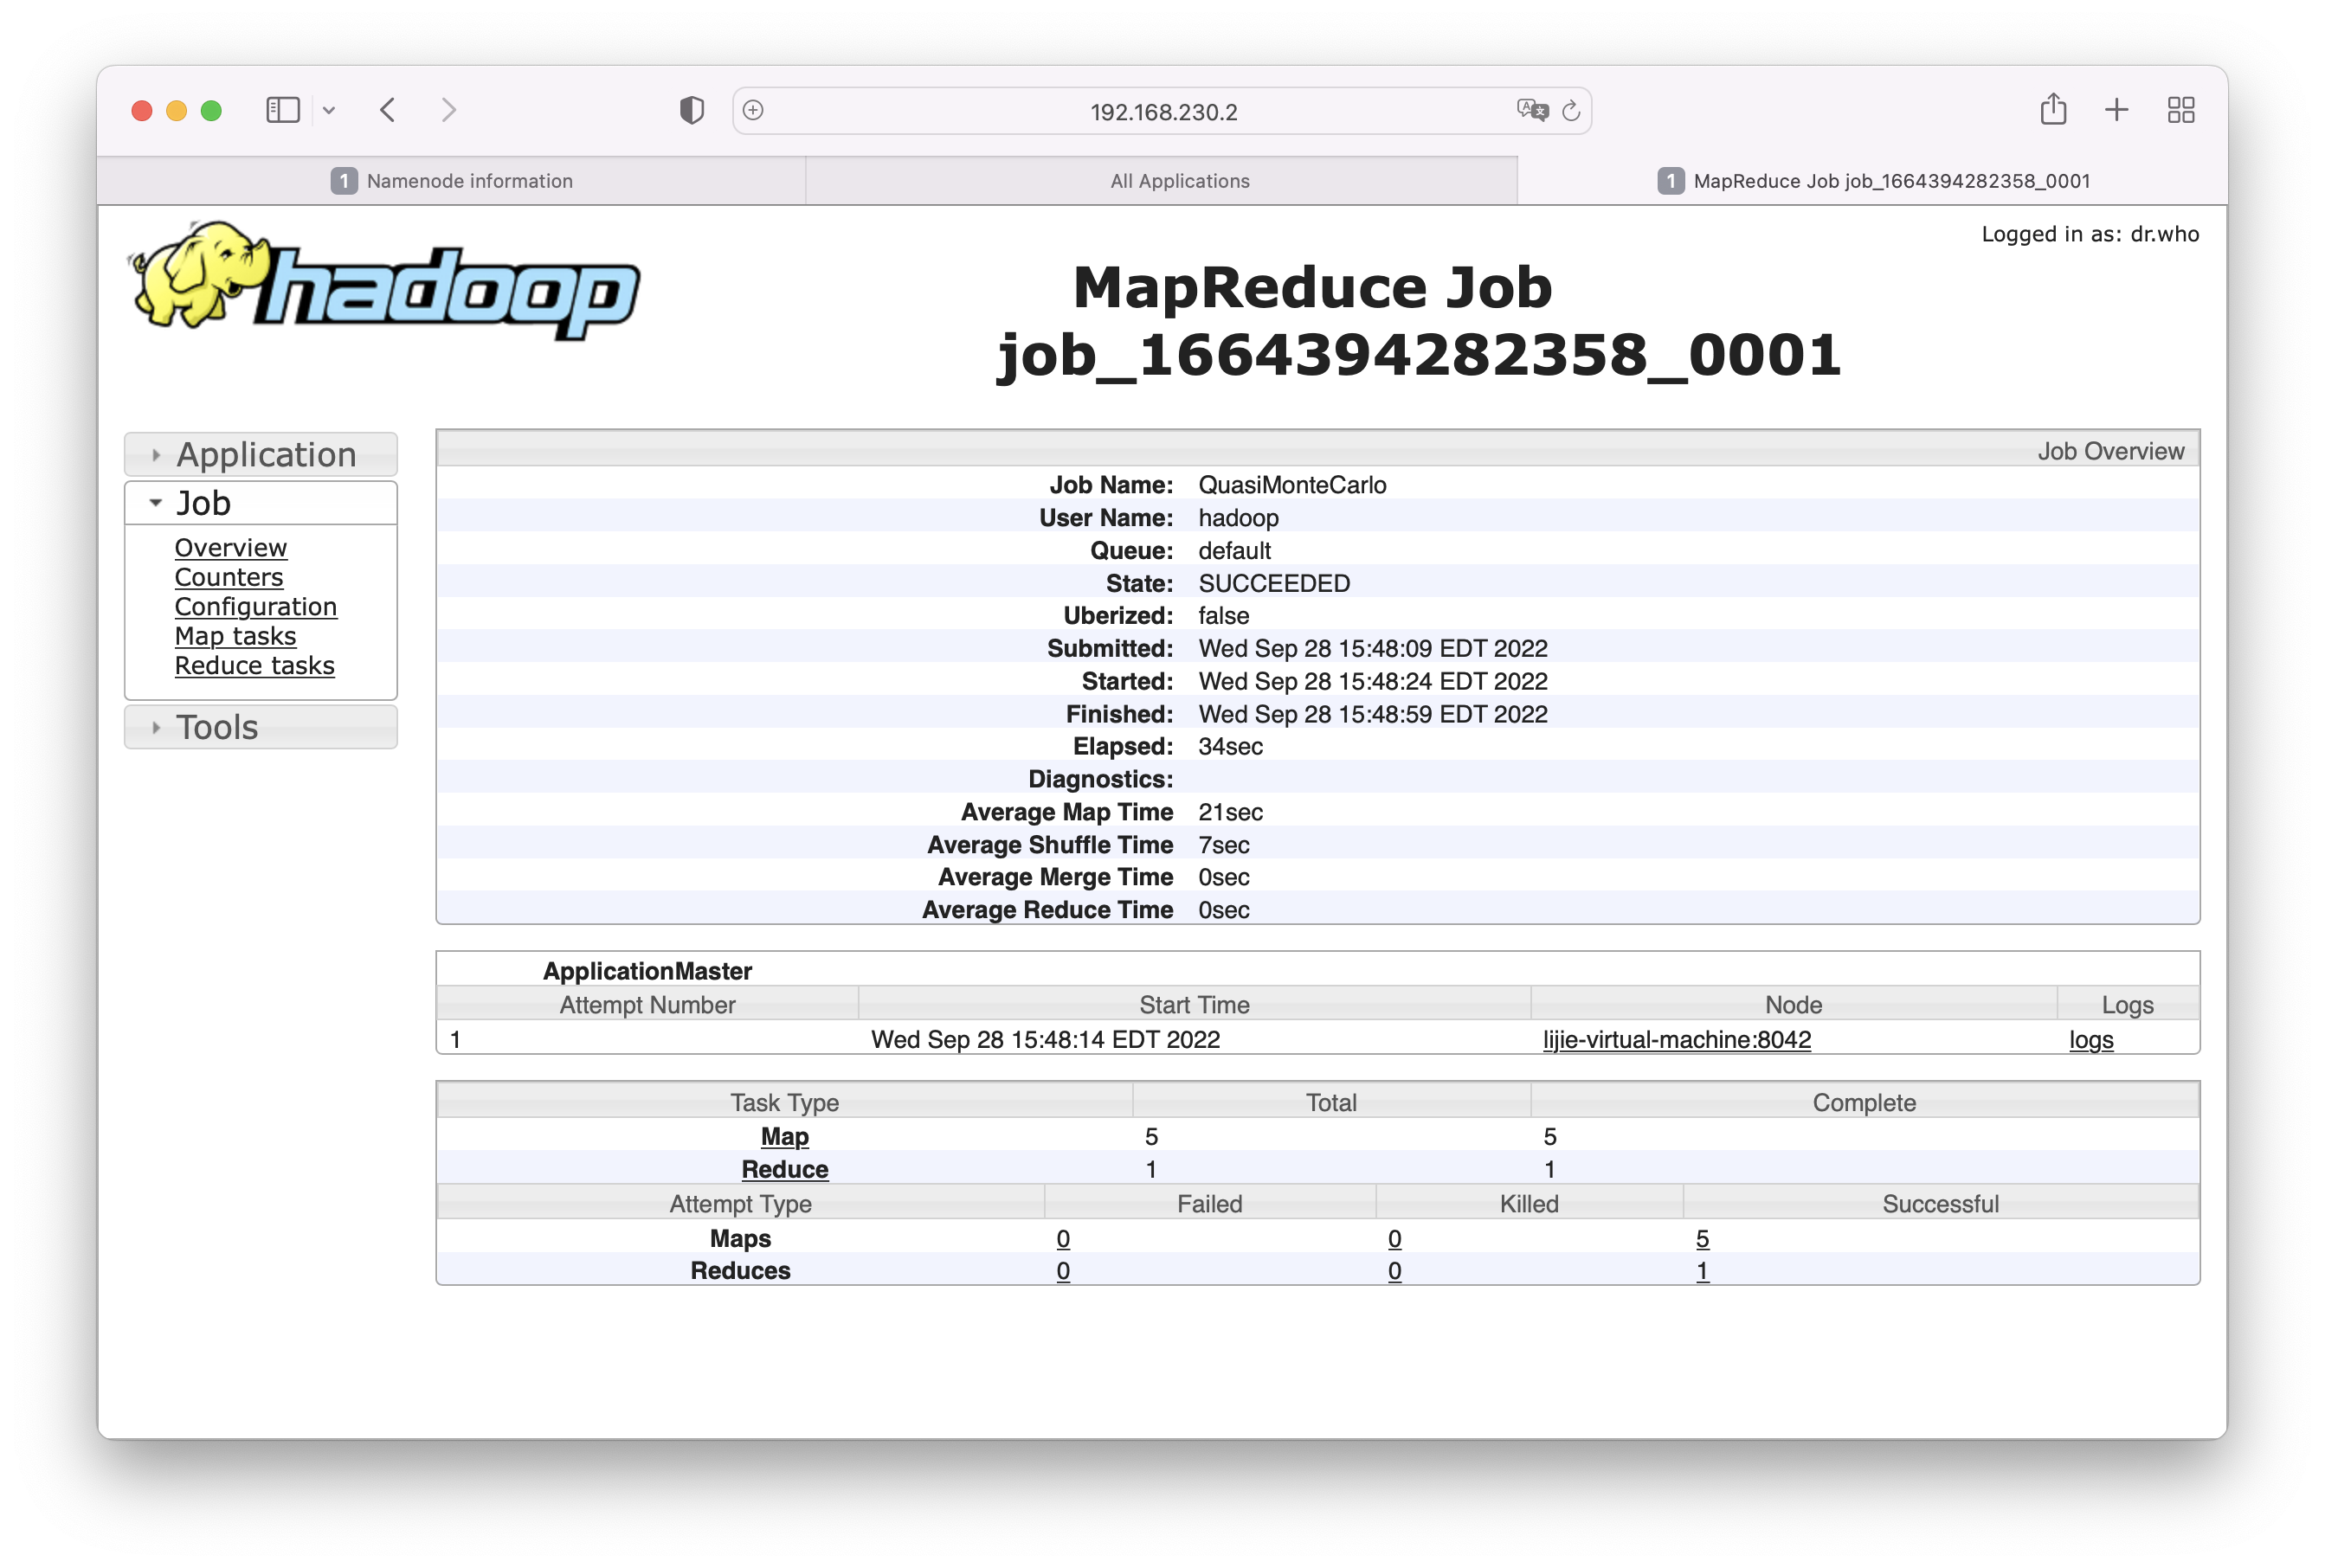 192.168.230.2
1 Namenode information
All Applications
1 MapReduce Job job_1664394282358_0001
hadoop
Logged in as: dr.who
MapReduce Job
job_1664394282358_0001
Application
Job
Overview
Counters
Configuration
Map tasks
Reduce tasks
Tools
Job Overview
Job Name: QuasiMonteCarlo
User Name: hadoop
Queue: default
State: SUCCEEDED
Uberized: false
Submitted: Wed Sep 28 15:48:09 EDT 2022
Started: Wed Sep 28 15:48:24 EDT 2022
Finished: Wed Sep 28 15:48:59 EDT 2022
Elapsed: 34sec
Diagnostics:
Average Map Time 21sec
Average Shuffle Time 7sec
Average Merge Time 0sec
Average Reduce Time 0sec
ApplicationMaster
Attempt Number Start Time Node Logs
1 Wed Sep 28 15:48:14 EDT 2022 lijie-virtual-machine:8042 logs
Task Type Total Complete
Map 5 5
Reduce 1 1
Attempt Type Failed Killed Successful
Maps 0 0 5
Reduces 0 0 1